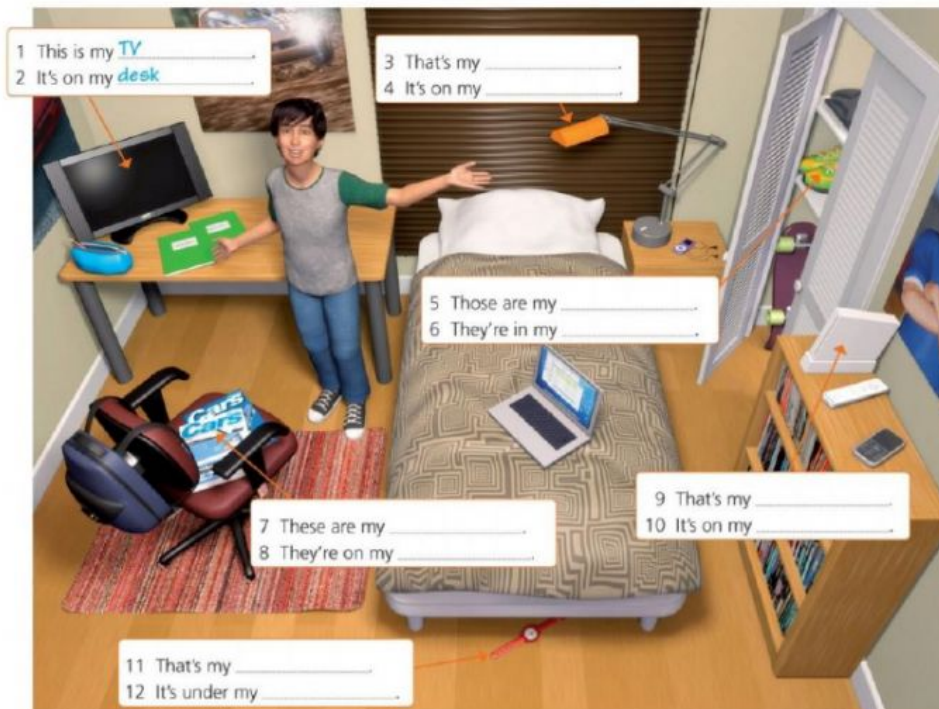 1 This is my TV
2 It's on my desk
3 That's my
4 It's on my
5 Those are my
6 They're in my
7 These are my
8 They're on my
9 That's my
10 It's on my
11 That's my
12 It's under my
Cars
Cars